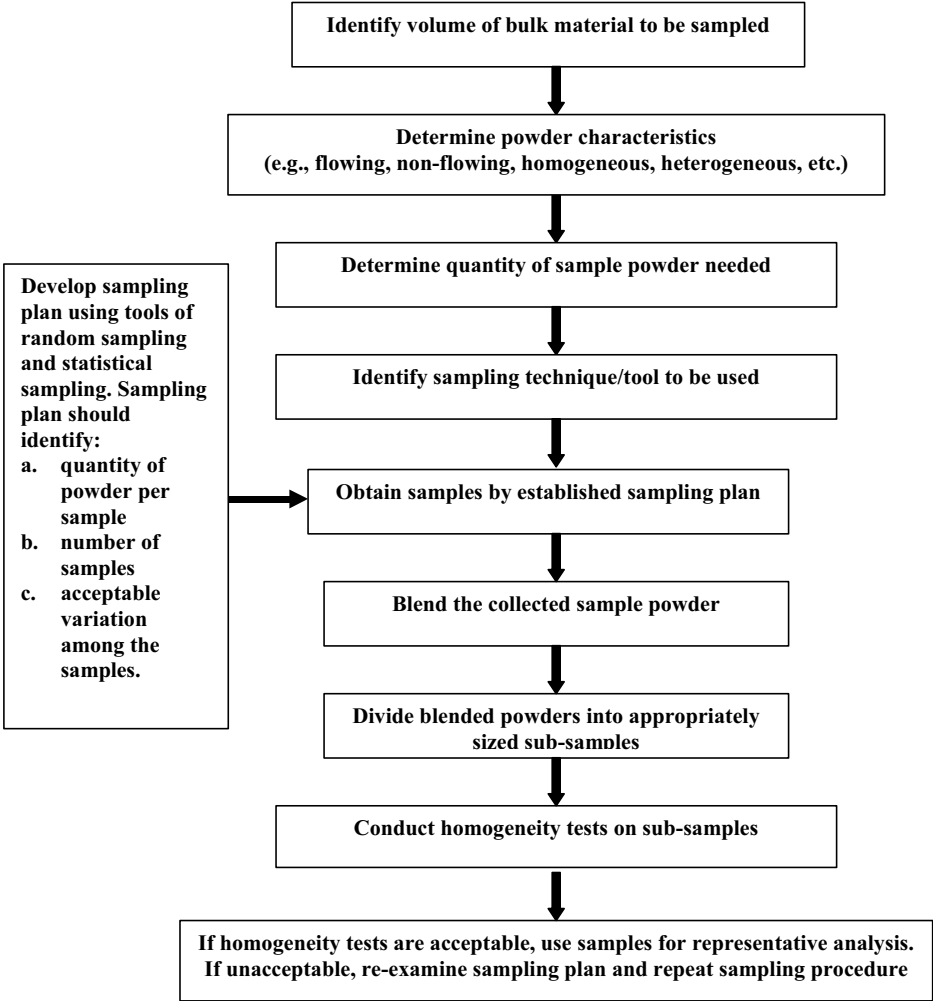 Identify volume of bulk material to be sampled
Determine powder characteristics
(e.g., flowing, non-flowing, homogeneous, heterogeneous, etc.)
Determine quantity of sample powder needed
Identify sampling technique/tool to be used
Develop sampling
plan using tools of
random sampling
and statistical
sampling. Sampling
plan should
identify:
a. quantity of
powder per
sample
b. number of
samples
c. acceptable
variation
among the
samples.
Obtain samples by established sampling plan
Blend the collected sample powder
Divide blended powders into appropriately
sized sub-samples
Conduct homogeneity tests on sub-samples
If homogeneity tests are acceptable, use samples for representative analysis.
If unacceptable, re-examine sampling plan and repeat sampling procedure